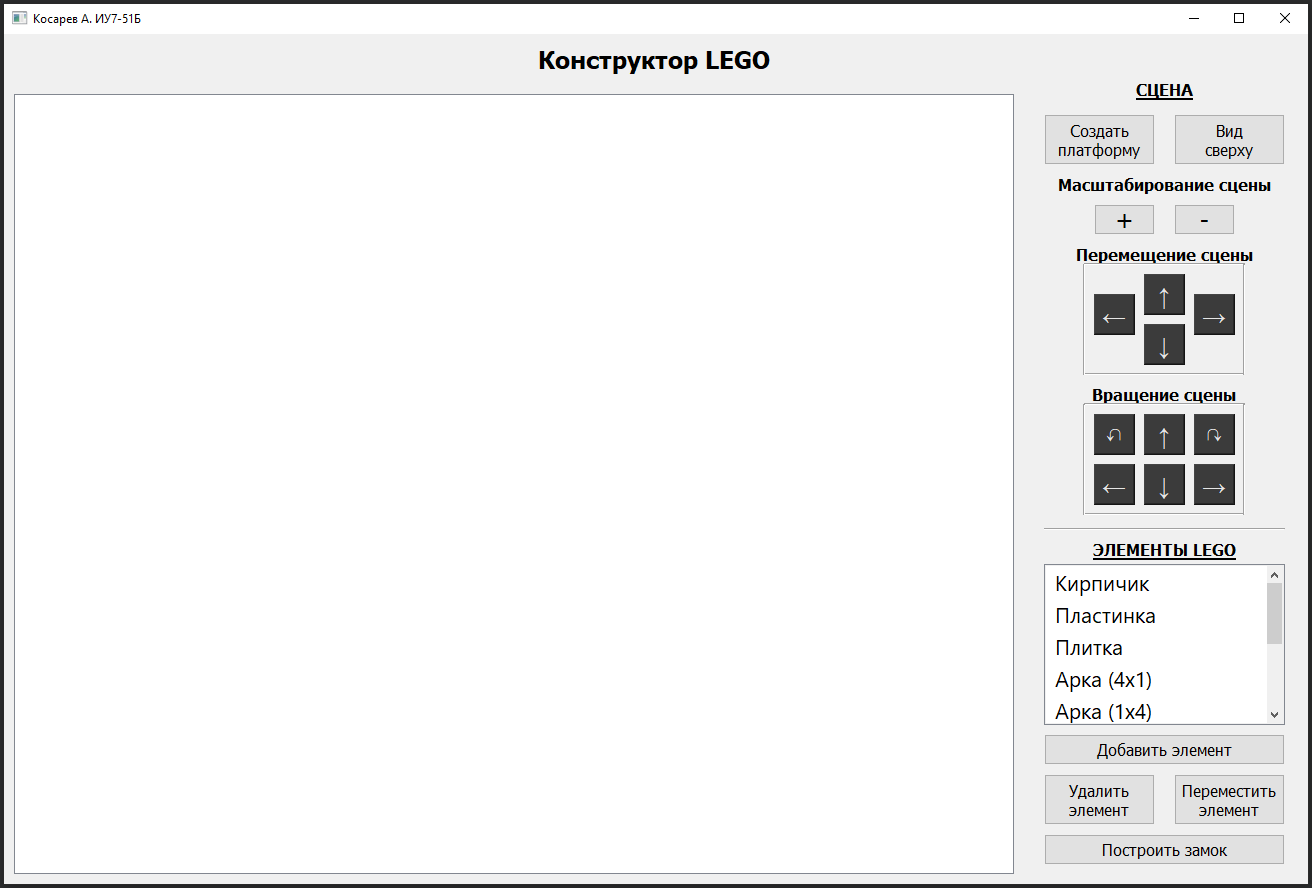 Косарев А. ИУ7-51Б
Конструктор LEGO
СЦЕНА
Создать
платформу
Вид
сверху
Масштабирование сцены
+
-
Перемещение сцены
↑
← →
↓
Вращение сцены
↶ ↑ ↷
← ↓ →
ЭЛЕМЕНТЫ LEGO
Кирпичик
Пластинка
Плитка
Арка (4x1)
Арка (1x4)
Добавить элемент
Удалить
элемент
Переместить
элемент
Построить замок